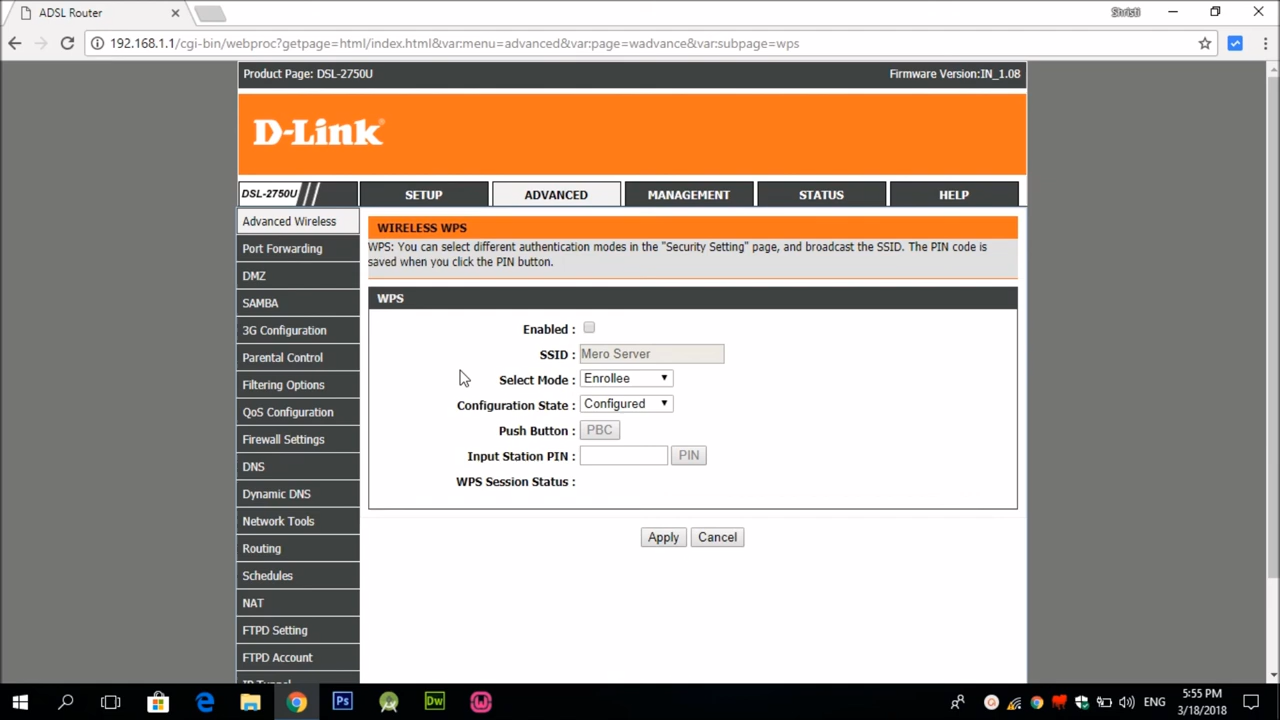 ADSL Router
Shristi
192.168.1.1/cgi-bin/webproc?getpage=html/index.html&var:menu=advanced&var:page=wadvance&var:subpage=wps
Product Page: DSL-2750U
Firmware Version:IN_1.08
D-Link
DSL-2750U
SETUP
ADVANCED
MANAGEMENT
STATUS
HELP
Advanced Wireless
Port Forwarding
DMZ
SAMBA
3G Configuration
Parental Control
Filtering Options
QoS Configuration
Firewall Settings
DNS
Dynamic DNS
Network Tools
Routing
Schedules
NAT
FTPD Setting
FTPD Account
IP Tunnel
WIRELESS WPS
WPS: You can select different authentication modes in the "Security Setting" page, and broadcast the SSID. The PIN code is
saved when you click the PIN button.
WPS
Enabled :
SSID : Mero Server
Select Mode : Enrollee
Configuration State : Configured
Push Button : PBC
Input Station PIN : PIN
WPS Session Status :
Apply Cancel
Ps
Dw
ENG
5:55 PM
3/18/2018